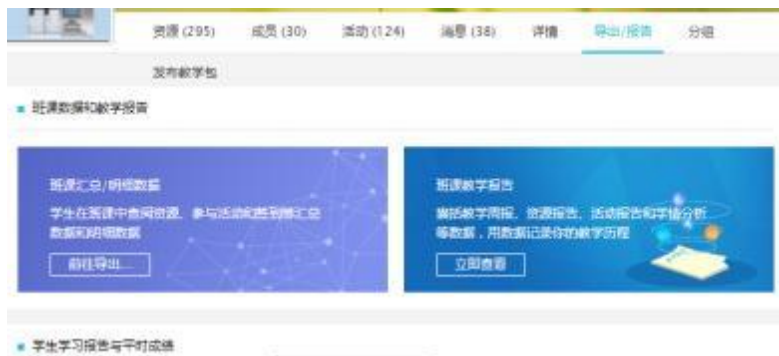 资源 (295) 成员 (30) 活动 (124) 消息 (38) 详情 导出/报告 分组
发布教学包
班课数据和教学报告
班课汇总/明细数据
学生在班课中查阅资源、参与活动和签到等汇总
数据和明细数据
前往导出...
班课教学报告
囊括教学周报、资源报告、活动报告和学情分析
等数据，用数据记录你的教学历程
立即查看
学生学习报告与平时成绩